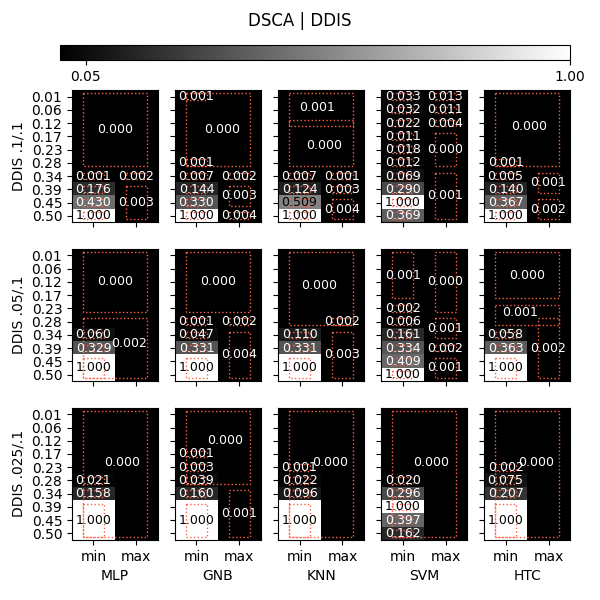 DSCA | DDIS
0.05 1.00
DDIS .1/.1
0.01 0.001 0.033 0.013
0.06 0.001 0.032 0.011
0.12 0.000 0.000 0.022 0.004 0.000
0.17 0.000 0.011
0.23 0.018 0.000
0.28 0.001 0.012 0.001
0.34 0.001 0.002 0.007 0.002 0.007 0.001 0.069 0.005
0.39 0.176 0.144 0.003 0.124 0.003 0.290 0.001 0.140 0.001
0.45 0.430 0.003 0.330 0.509 0.004 1.000 0.367 0.002
0.50 1.000 1.000 0.004 1.000 0.369 1.000
DDIS .05/.1
0.01
0.06 0.001 0.000
0.12 0.000 0.000 0.000 0.000
0.17
0.23 0.002 0.001
0.28 0.001 0.002 0.002 0.006 0.001
0.34 0.060 0.002 0.047 0.110 0.161 0.058
0.39 0.329 0.331 0.004 0.331 0.003 0.334 0.002 0.363 0.002
0.45 1.000 1.000 1.000 0.409 0.001 1.000
0.50 1.000
DDIS .025/.1
0.01
0.06
0.12 0.000
0.17 0.001
0.23 0.000 0.003 0.001 0.000 0.000 0.002 0.000
0.28 0.021 0.039 0.022 0.020 0.075
0.34 0.158 0.160 0.096 0.296 0.207
0.39 1.000
0.45 1.000 1.000 0.001 1.000 0.397 1.000
0.50 0.162
min max min max min max min max min max
MLP GNB KNN SVM HTC